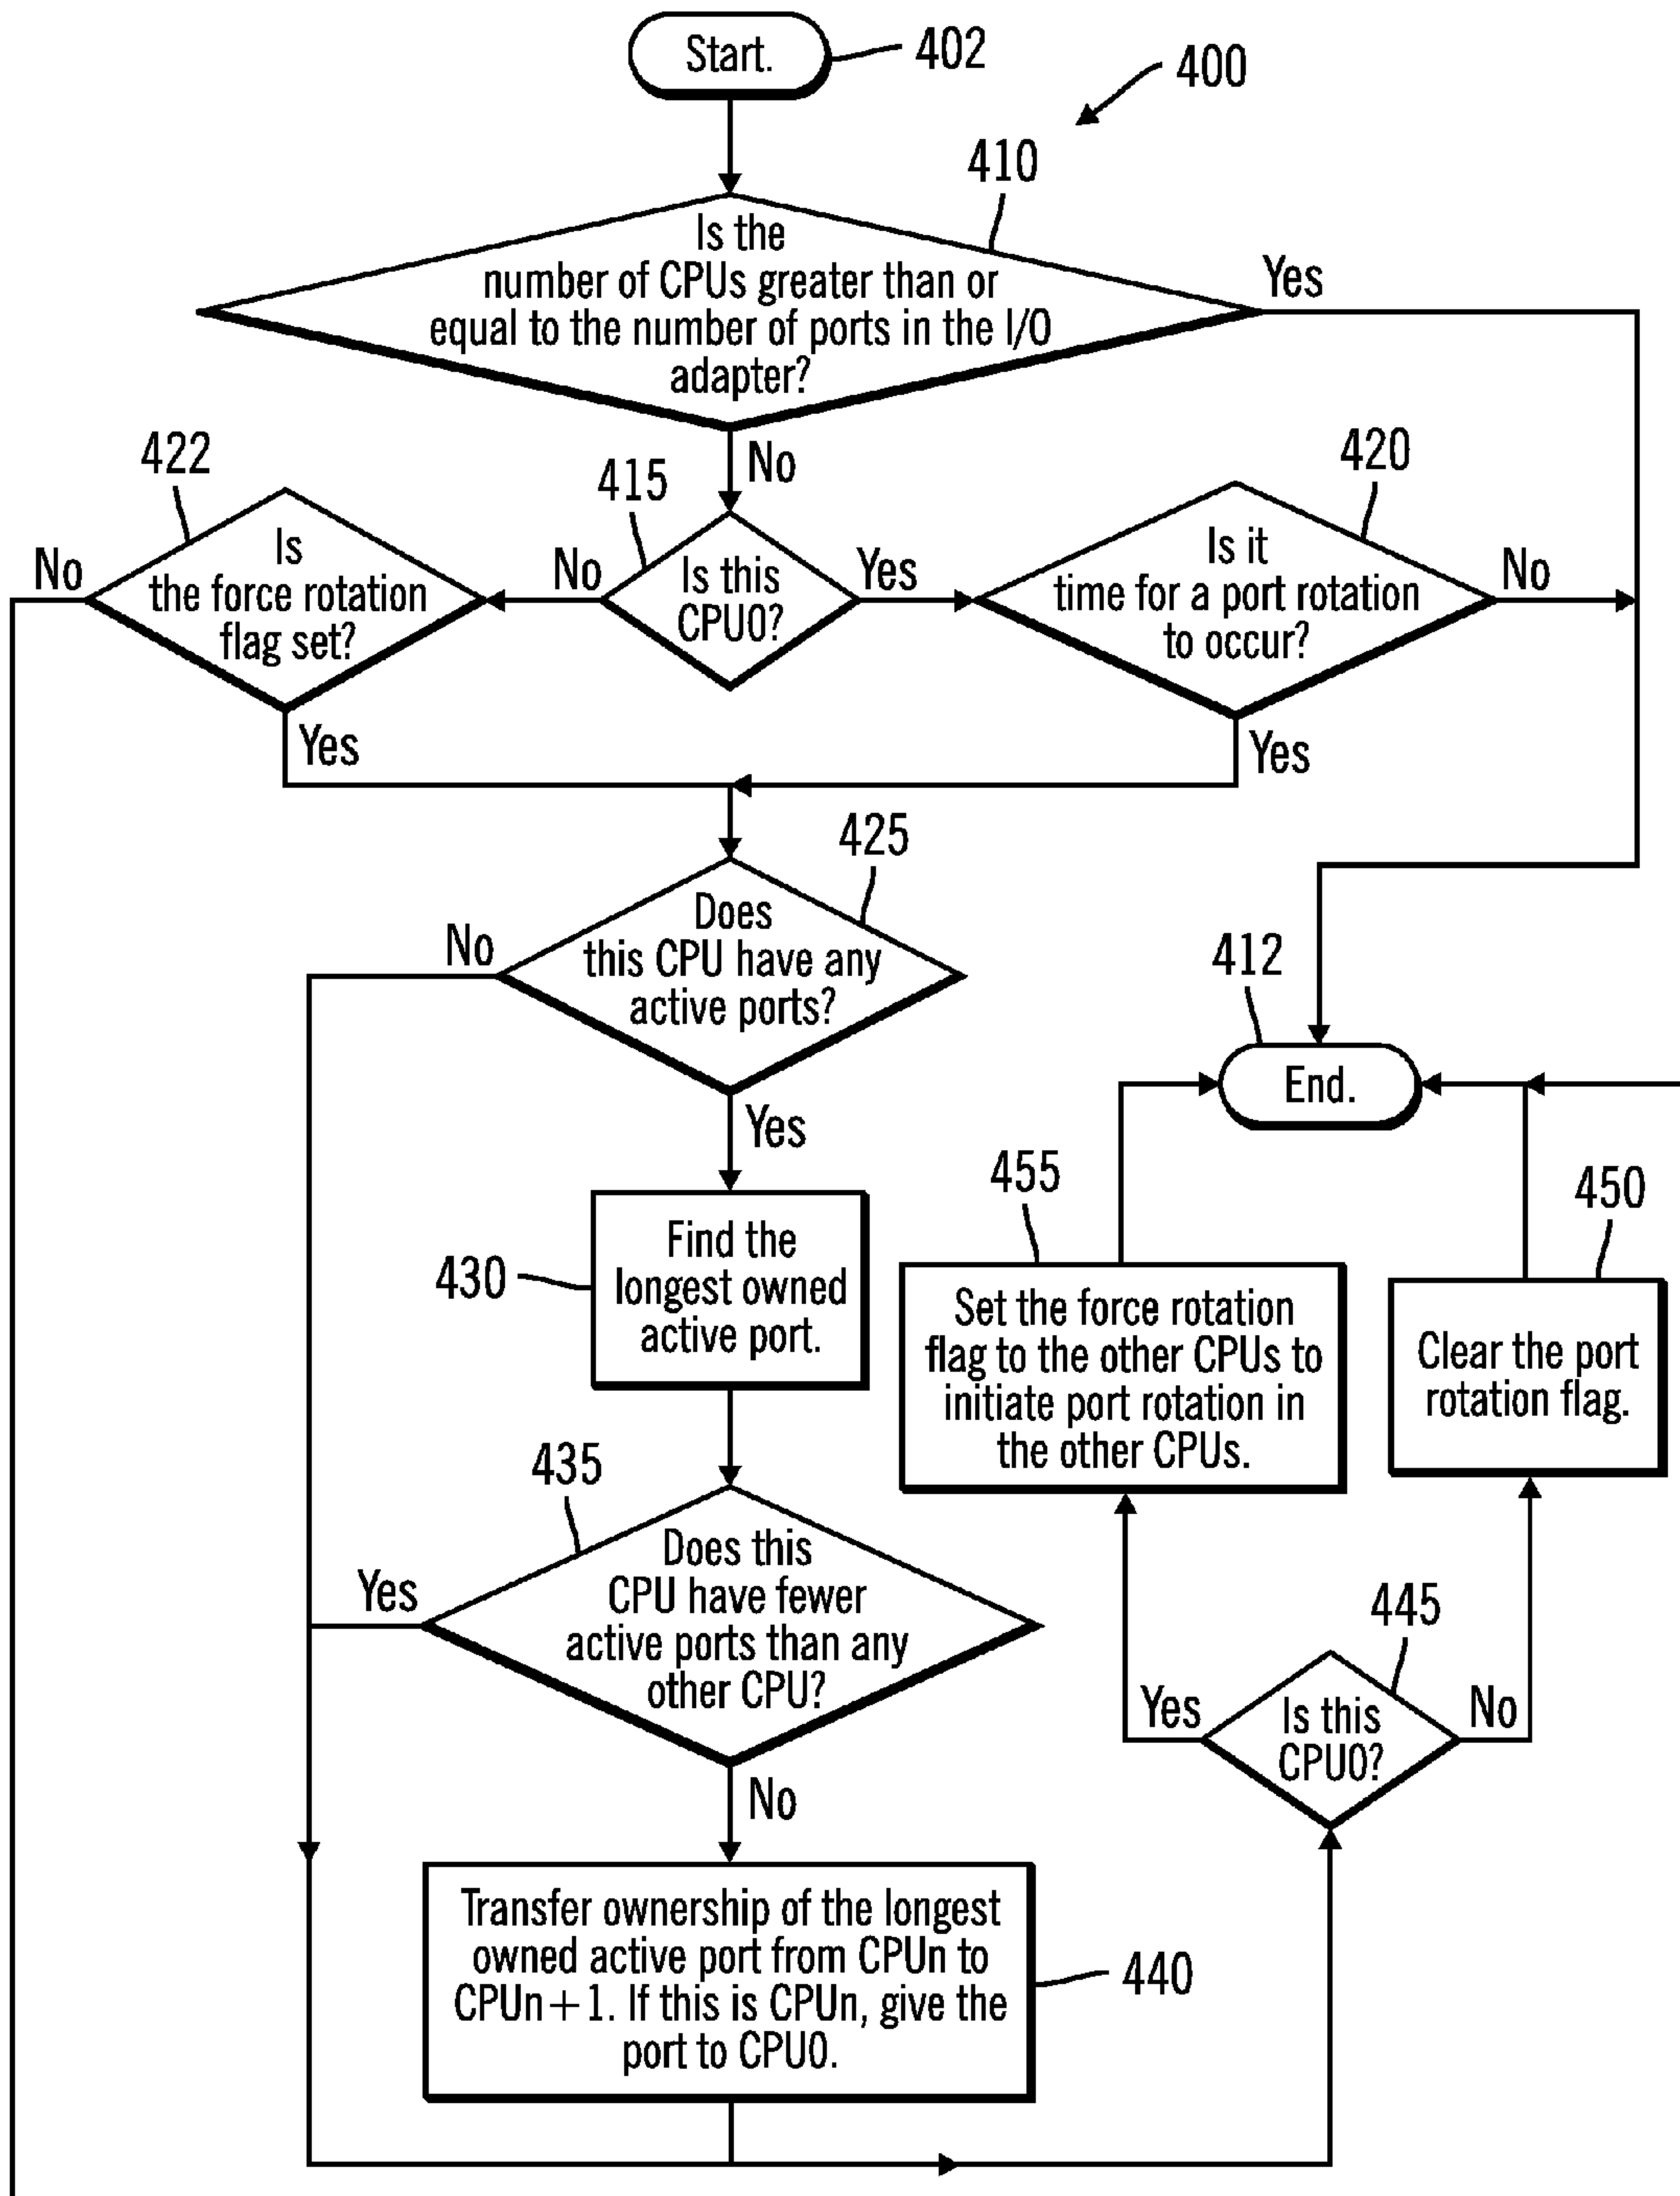 Start.
402
400
410
Is the
number of CPUs greater than or
equal to the number of ports in the I/O
adapter?
Yes
No
422
415
420
No
Is
the force rotation
flag set?
No
Is this
CPU0?
Yes
Is it
time for a port rotation
to occur?
No
Yes
Yes
425
No
Does
this CPU have any
active ports?
412
End.
Yes
430
Find the
longest owned
active port.
455
450
Set the force rotation
flag to the other CPUs to
initiate port rotation in
the other CPUs.
Clear the port
rotation flag.
435
Yes
Does this
CPU have fewer
active ports than any
other CPU?
445
Yes
Is this
CPU0?
No
No
Transfer ownership of the longest
owned active port from CPUn to
CPUn+1. If this is CPUn, give the
port to CPU0.
440